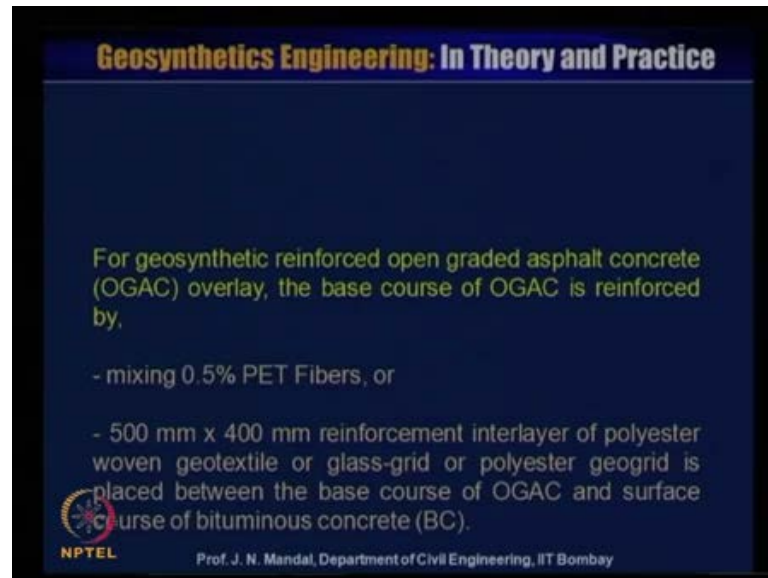 Geosynthetics Engineering: In Theory and Practice
For geosynthetic reinforced open graded asphalt concrete
(OGAC) overlay, the base course of OGAC is reinforced
by,
- mixing 0.5% PET Fibers, or
- 500 mm x 400 mm reinforcement interlayer of polyester
woven geotextile or glass-grid or polyester geogrid is
placed between the base course of OGAC and surface
course of bituminous concrete (BC).
NPTEL
Prof. J. N. Mandal, Department of Civil Engineering, IIT Bombay